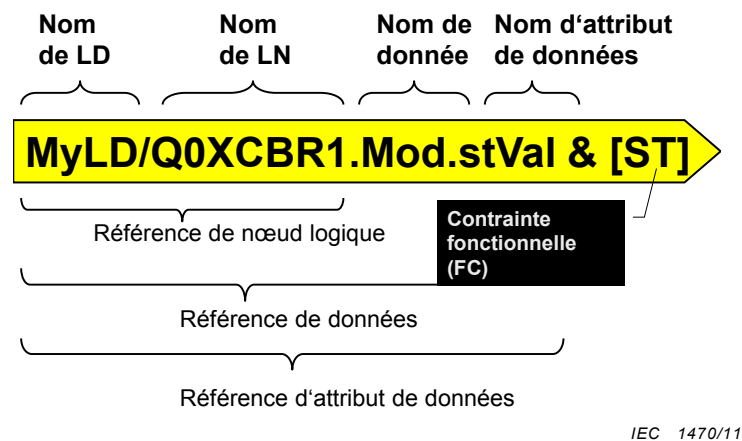 Nom de LD
Nom de LN
Nom de donnée
Nom d‘attribut de données
MyLD/Q0XCBR1.Mod.stVal & [ST]
Référence de nœud logique
Contrainte
fonctionnelle
(FC)
Référence de données
Référence d‘attribut de données
IEC 1470/11